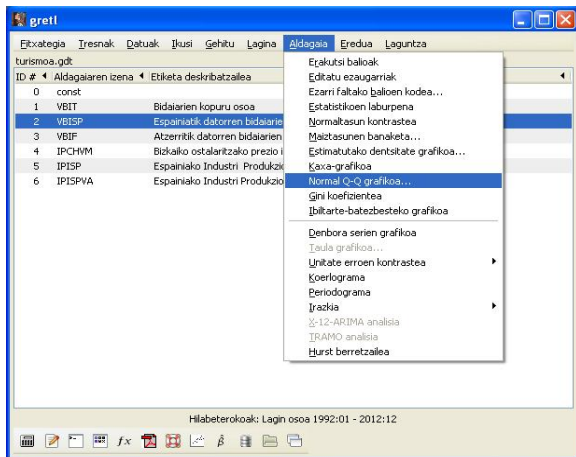 gretl
Fitxategia Tresnak Datuak Ikusi Gehitu Lagina Aldagaia Eredua Laguntza
turismoa.gdt
ID # Aldagaiaren izena Etiketa deskribatzailea
0 const
1 VBIT Bidaiarien kopuru osoa
2 VBISP Espainiatik datorren bidaiarie
3 VBIF Atzerritik datorren bidaiarien
4 IPCHVM Bizkaiko ostalaritzako prezio i
5 IPISP Espainiako Industri Produkzio
6 IPISPVA Espainiako Industri Produkzio
Erakutsi balioak
Editatu ezaugarriak
Ezarri faltako balioen kodea...
Estatistikoen laburpena
Normaltasun kontrastea
Maiztasunen banaketa...
Estimatutako dentsitate grafikoa...
Kaxa-grafikoa
Normal Q-Q grafikoa...
Gini koefizientea
Ibiltarte-batezbesteko grafikoa
Denbora serien grafikoa
Taula grafikoa...
Unitate erroen kontrastea
Koerlograma
Periodograma
Irazkia
X-12-ARIMA analisia
TRAMO analisia
Hurst berretzailea
Hilabeterokoak: Lagin osoa 1992:01 - 2012:12
fx β̂